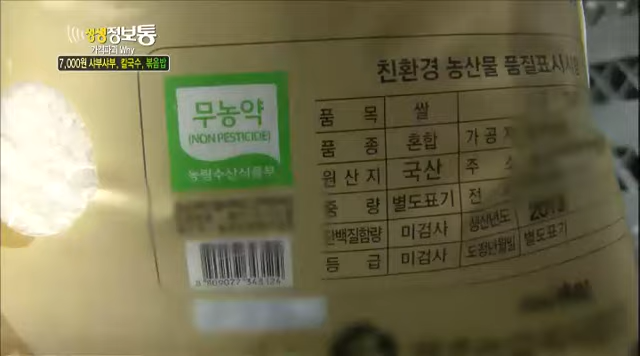 생생정보통
가격파괴 Why
7,000원 샤부샤부, 칼국수, 볶음밥
친환경 농산물 품질표시사항
무농약
(NON PESTICIDE)
농림수산식품부
품 목 쌀
품 종 혼합 가공
원 산 지 국산 주 소
중 량 별도표기 전
단백질함량 미검사 생산년도
등 급 미검사 도정년월일 별도표기
8 809027 348124